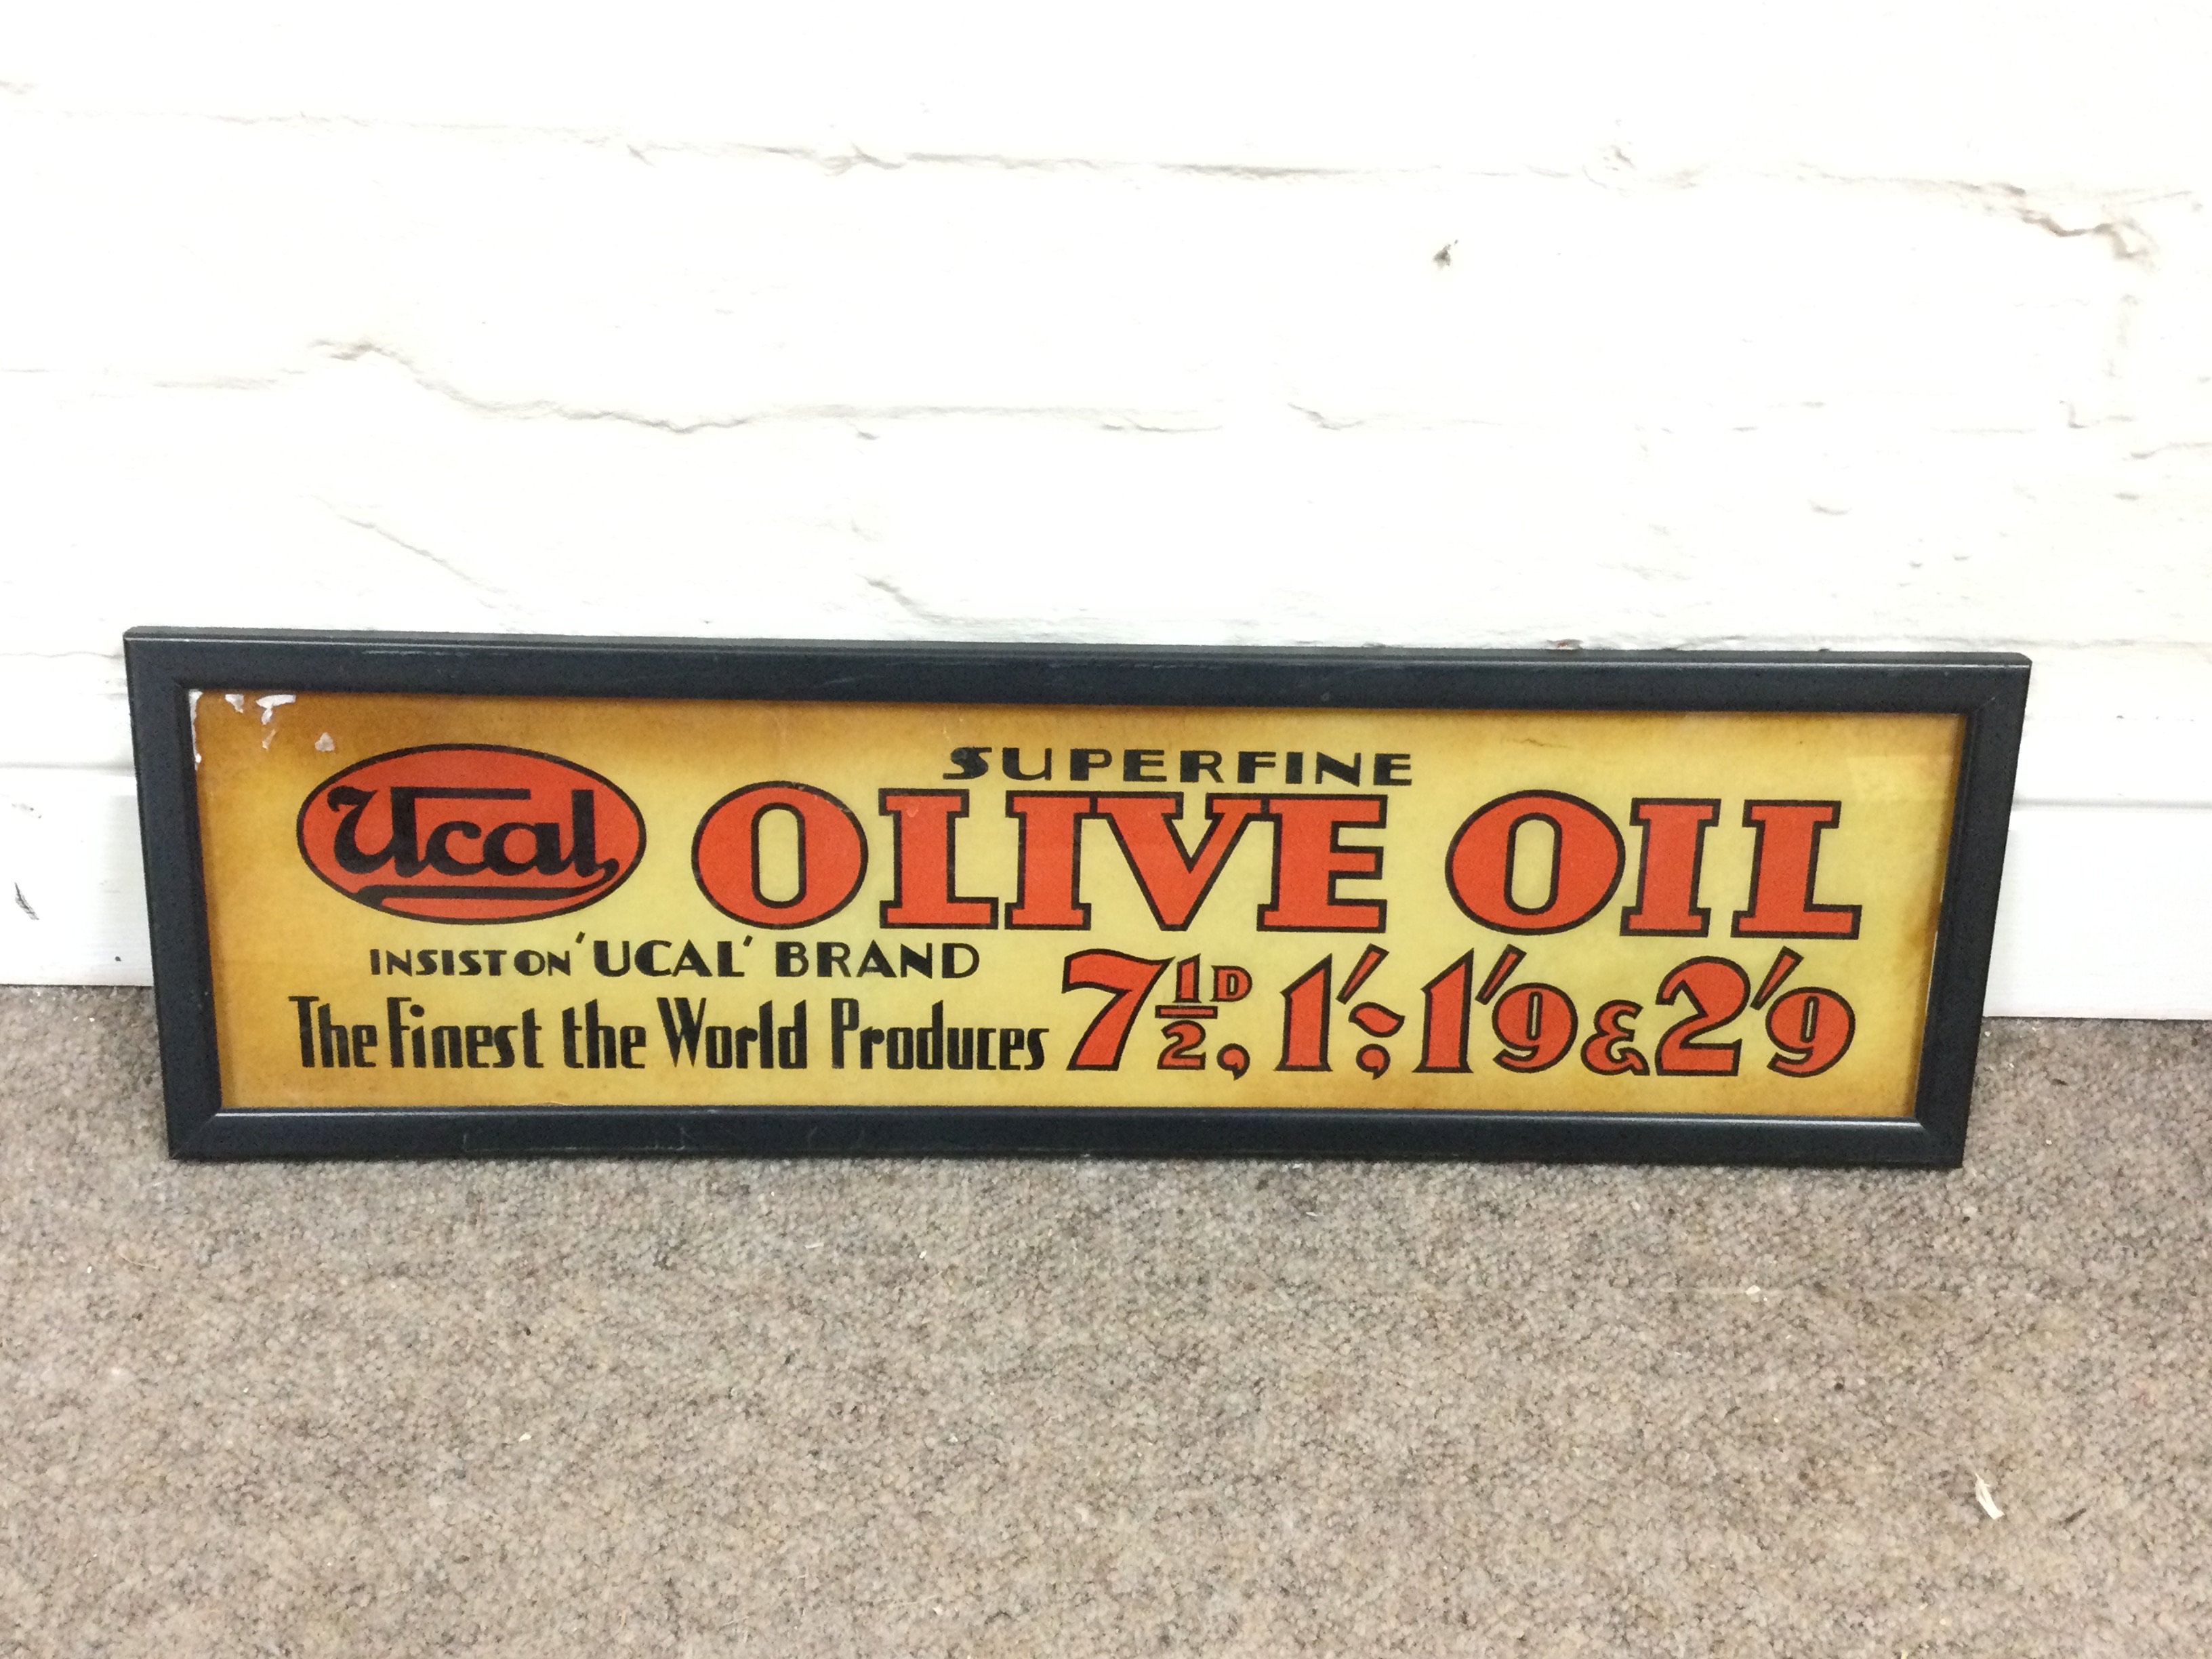 SUPERFINE
Ucal OLIVE OIL
INSIST ON 'UCAL' BRAND
The Finest the World Produces 7½D, 1/-, 1/9 & 2/9